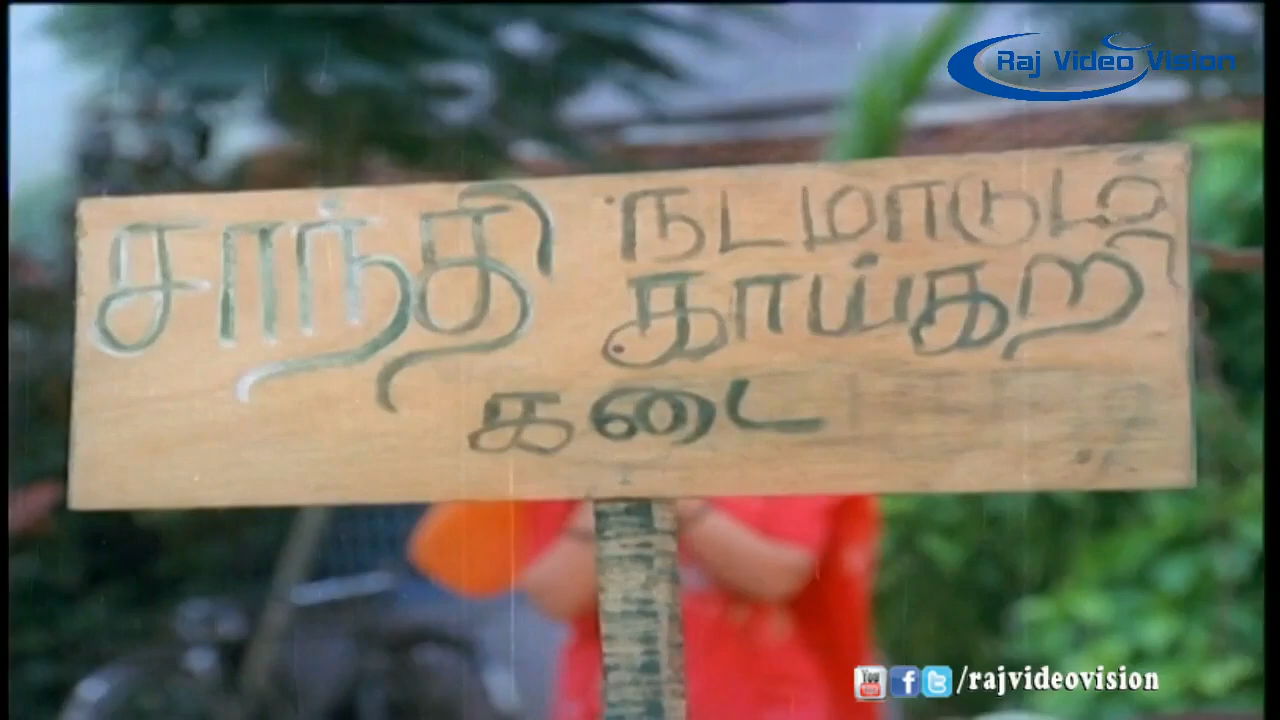 Raj Video Vision
சாந்தி நடமாடும்
காய்கறி
கடை
/rajvideovision